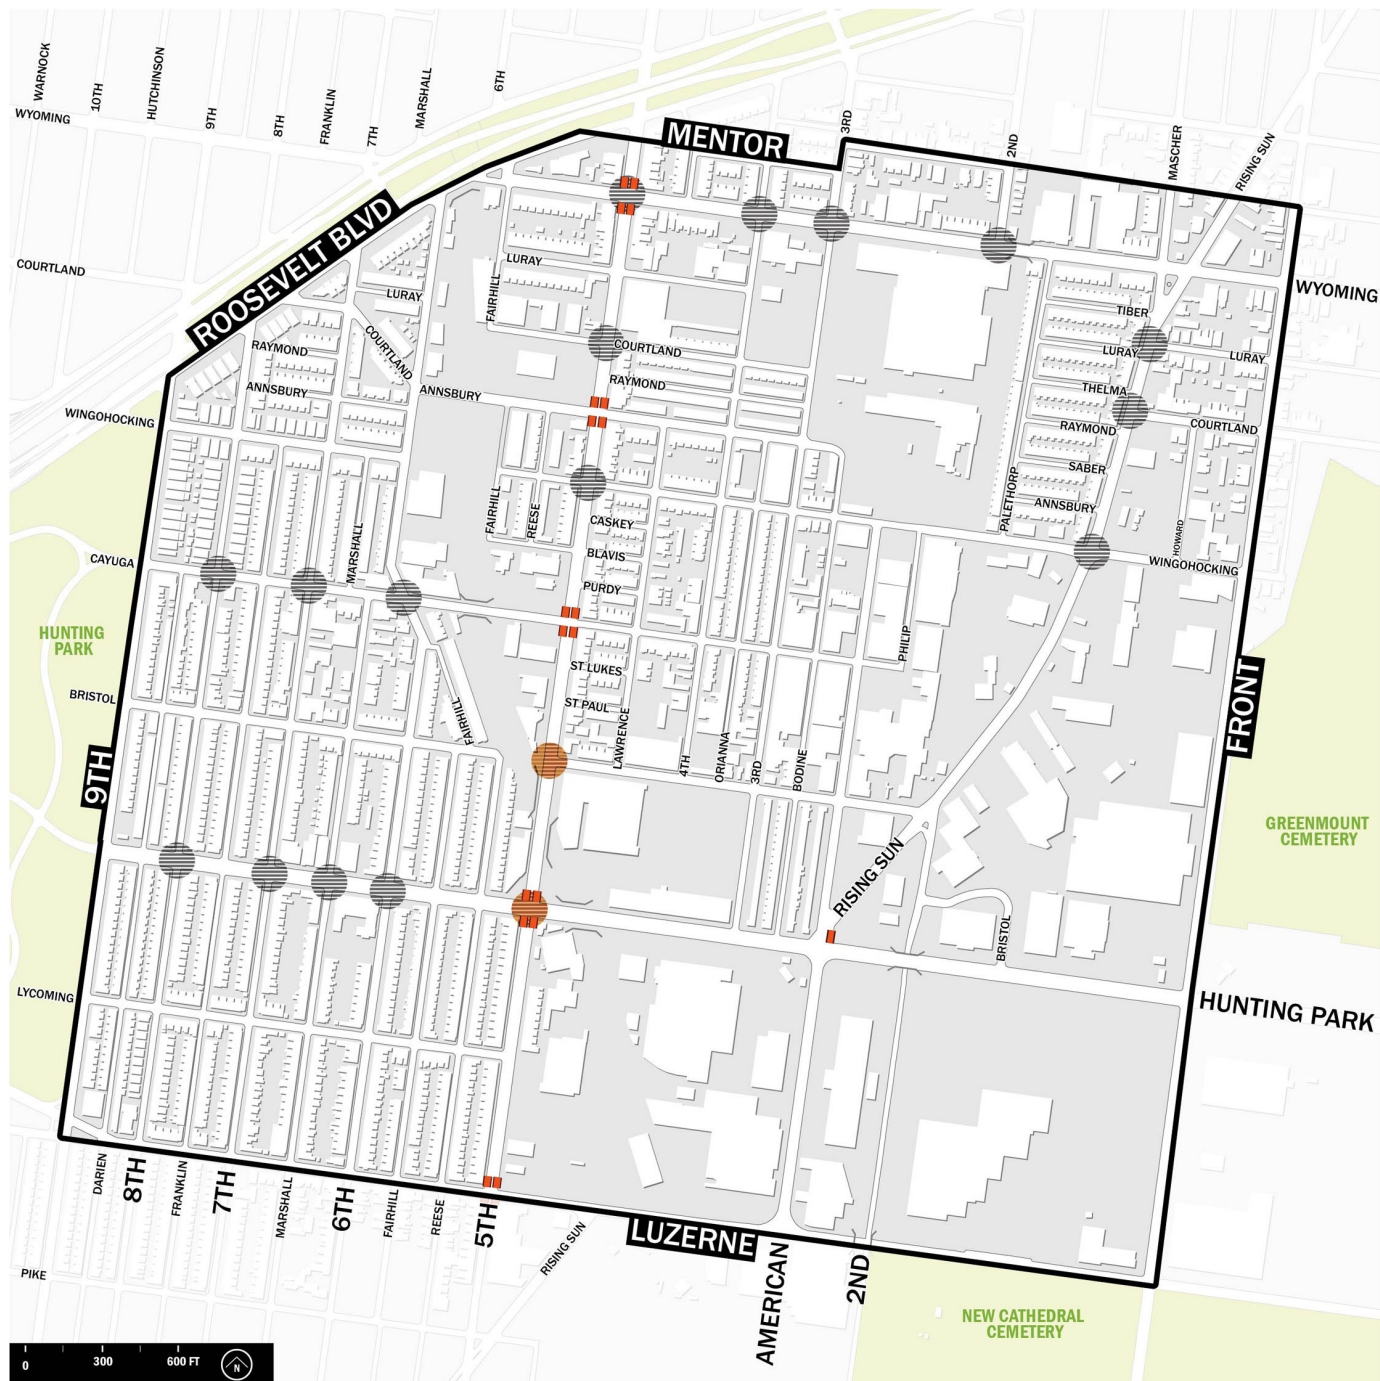 WARNOCK
10TH
HUTCHINSON
9TH
8TH
FRANKLIN
7TH
MARSHALL
6TH
WYOMING
MENTOR
3RD
2ND
MASCHER
RISING SUN
ROOSEVELT BLVD
COURTLAND
LURAY
FAIRHILL
LURAY
WYOMING
TIBER
COURTLAND
RAYMOND
COURTLAND
LURAY
LURAY
ANNSBURY
ANNSBURY
RAYMOND
THELMA
WINGOHOCKING
RAYMOND
COURTLAND
SABER
PALETHORP
ANNSBURY
FAIRHILL
REESE
CASKEY
HOWARD
MARSHALL
BLAVIS
CAYUGA
WINGOHOCKING
PURDY
HUNTING
PARK
PHILIP
ST LUKES
BRISTOL
ST PAUL
FAIRHILL
LAWRENCE
4TH
ORIANNA
3RD
BODINE
FRONT
9TH
GREENMOUNT
CEMETERY
RISING SUN
BRISTOL
LYCOMING
HUNTING PARK
DARIEN
8TH
FRANKLIN
7TH
MARSHALL
6TH
FAIRHILL
REESE
5TH
RISING SUN
LUZERNE
AMERICAN
2ND
PIKE
NEW CATHEDRAL
CEMETERY
0
300
600 FT
N